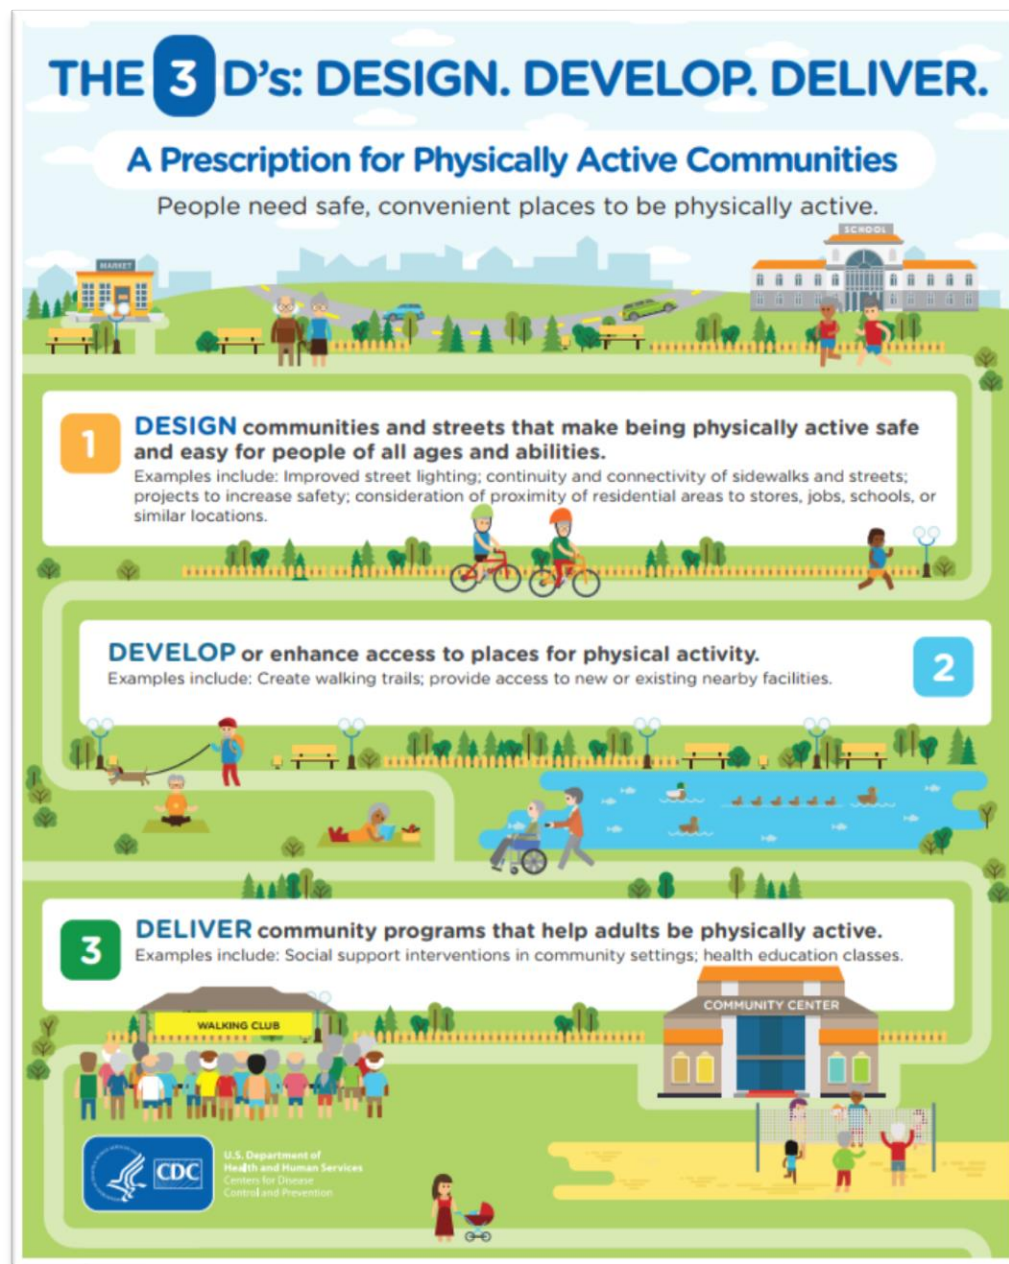 THE 3 D's: DESIGN. DEVELOP. DELIVER.
A Prescription for Physically Active Communities
People need safe, convenient places to be physically active.
SCHOOL
MARKET
1
DESIGN communities and streets that make being physically active safe
and easy for people of all ages and abilities.
Examples include: Improved street lighting; continuity and connectivity of sidewalks and streets;
projects to increase safety; consideration of proximity of residential areas to stores, jobs, schools, or
similar locations.
DEVELOP or enhance access to places for physical activity.
Examples include: Create walking trails; provide access to new or existing nearby facilities.
2
3
DELIVER community programs that help adults be physically active.
Examples include: Social support interventions in community settings; health education classes.
COMMUNITY CENTER
WALKING CLUB
CDC
U.S. Department of
Health and Human Services
Centers for Disease
Control and Prevention